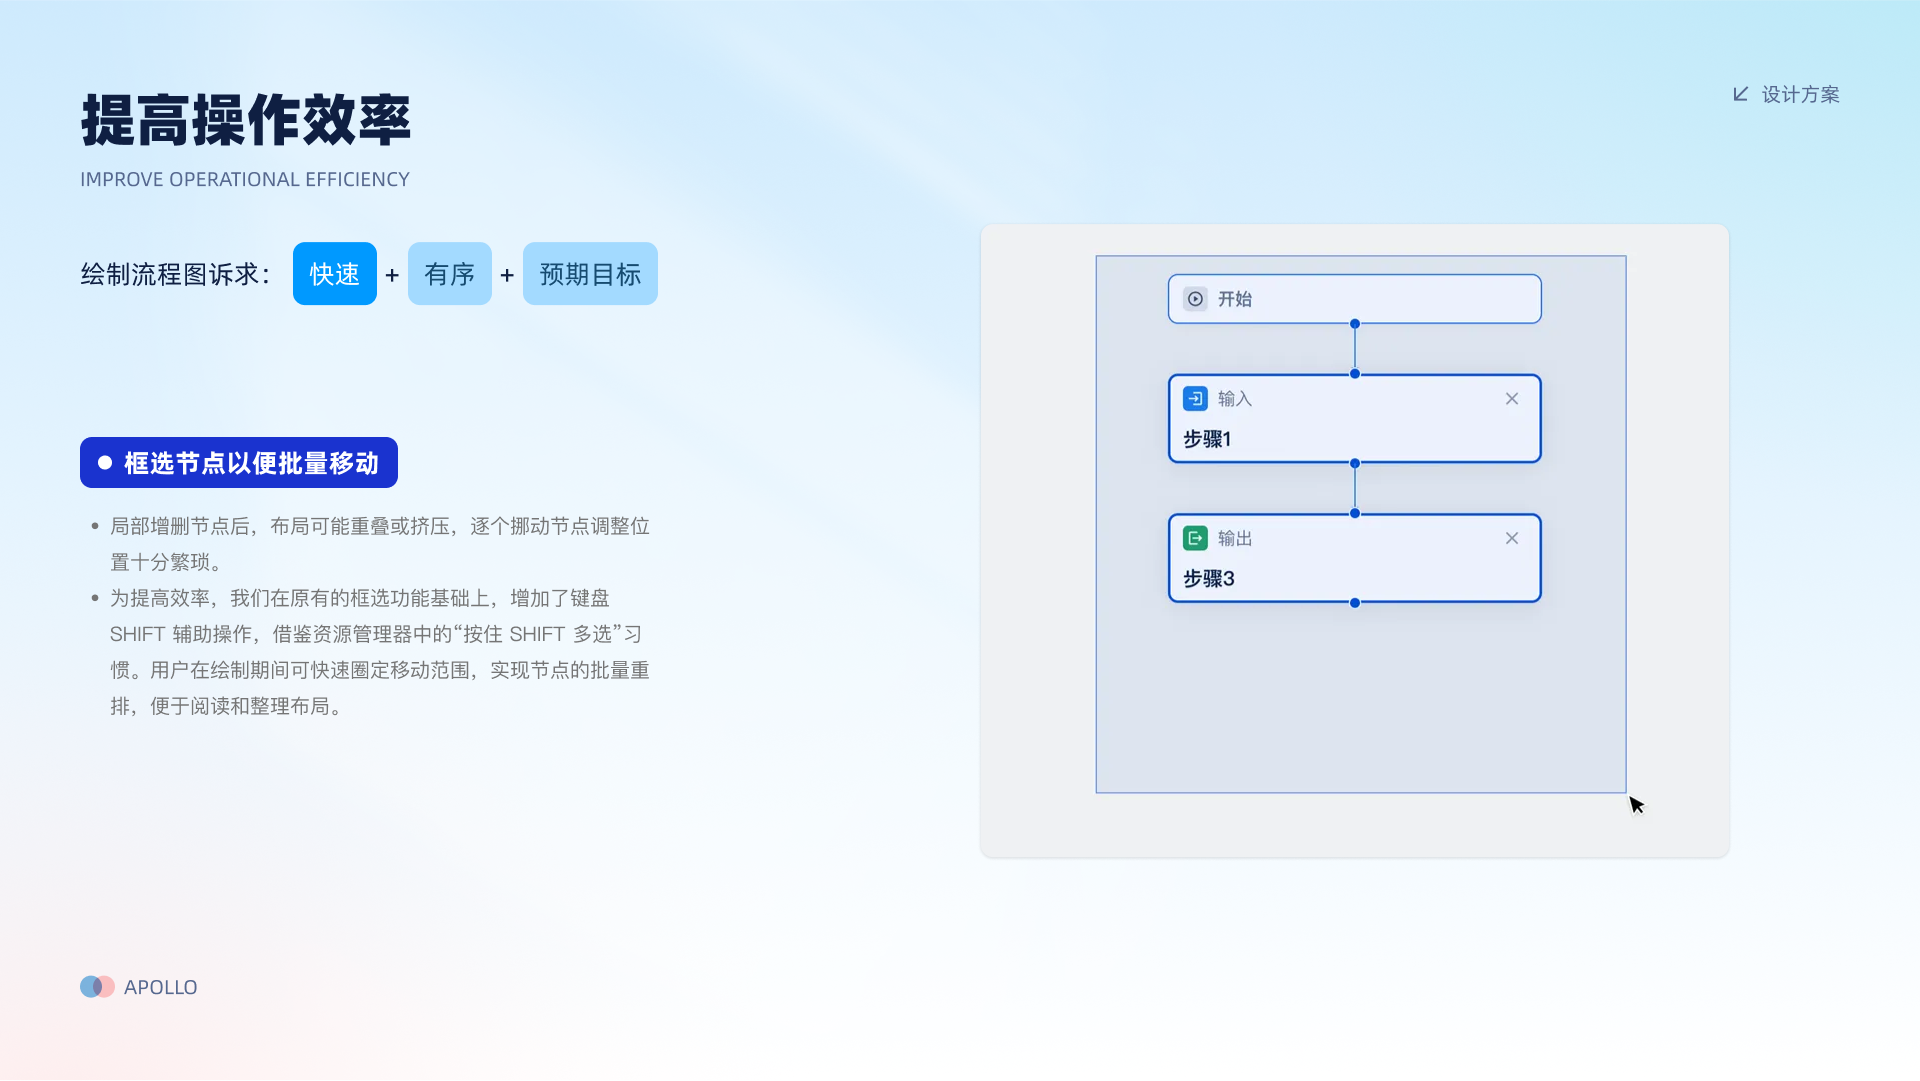 提高操作效率
IMPROVE OPERATIONAL EFFICIENCY
设计方案
绘制流程图诉求： 快速 + 有序 + 预期目标
框选节点以便批量移动
• 局部增删节点后，布局可能重叠或挤压，逐个挪动节点调整位
置十分繁琐。
• 为提高效率，我们在原有的框选功能基础上，增加了键盘
SHIFT 辅助操作，借鉴资源管理器中的“按住 SHIFT 多选”习
惯。用户在绘制期间可快速圈定移动范围，实现节点的批量重
排，便于阅读和整理布局。
开始
输入
步骤1
输出
步骤3
APOLLO